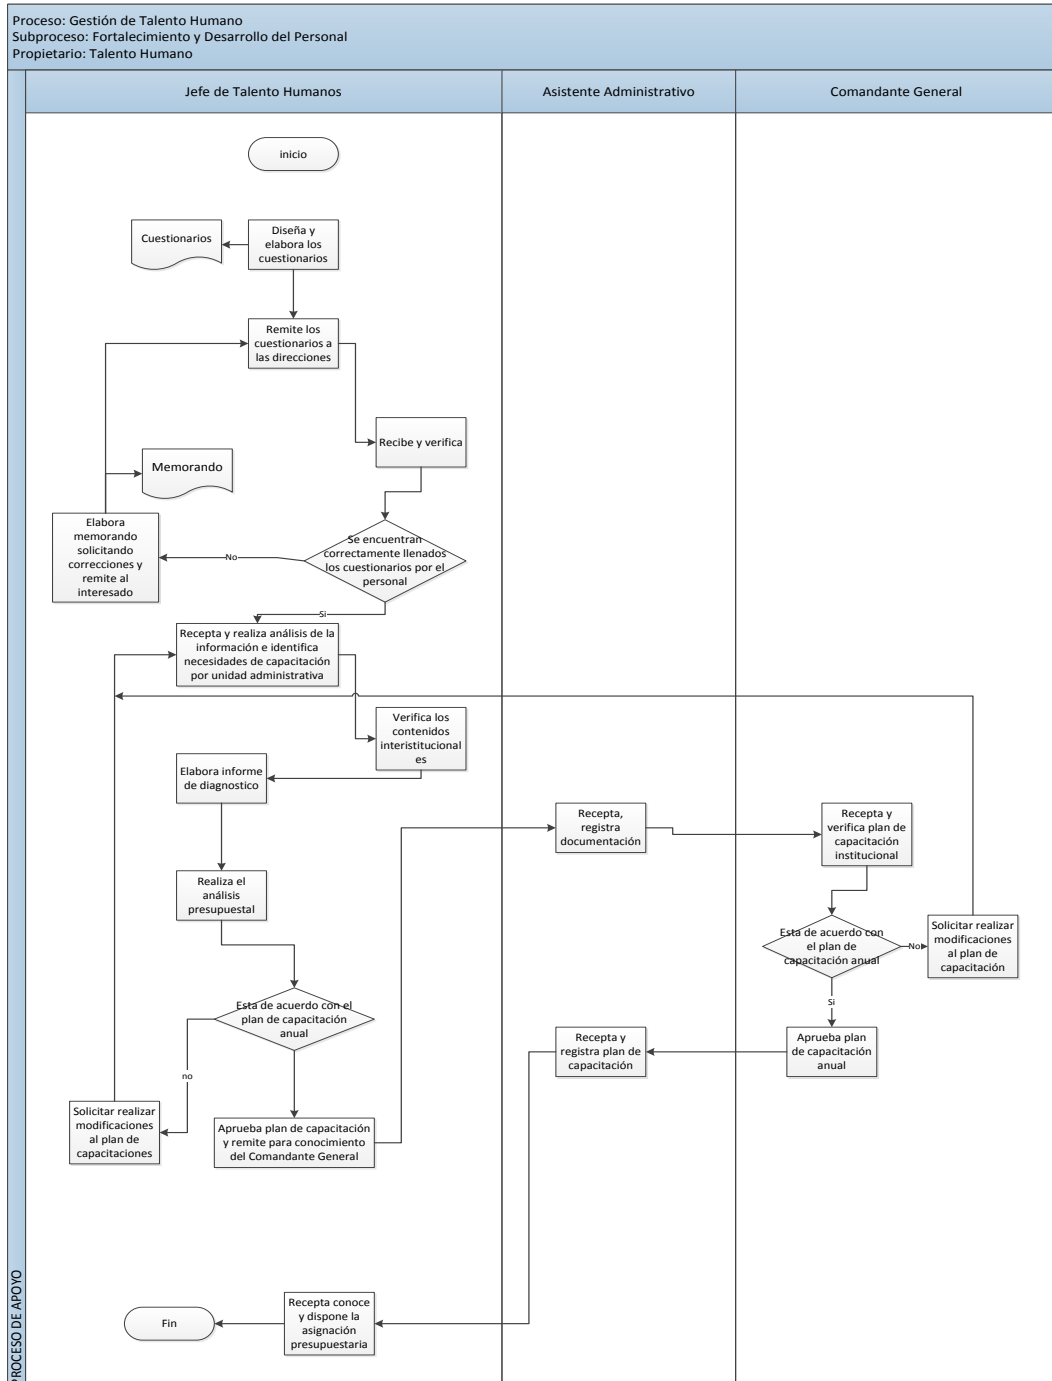 Proceso: Gestión de Talento Humano
Subproceso: Fortalecimiento y Desarrollo del Personal
Propietario: Talento Humano
Jefe de Talento Humanos
Asistente Administrativo
Comandante General
inicio
Cuestionarios
Diseña y
elabora los
cuestionarios
Remite los
cuestionarios a
las direcciones
Recibe y verifica
Memorando
Elabora
memorando
solicitando
correcciones y
remite al
interesado
No
Se encuentran
correctamente llenados
los cuestionarios por el
personal
Si
Recepta y realiza análisis de la
información e identifica
necesidades de capacitación
por unidad administrativa
Verifica los
contenidos
interistitucional
es
Elabora informe
de diagnostico
Recepta,
registra
documentación
Recepta y
verifica plan de
capacitación
institucional
Realiza el
análisis
presupuestal
Esta de acuerdo con
el plan de
capacitación anual
No
Solicitar realizar
modificaciones
al plan de
capacitación
Si
Esta de acuerdo con el
plan de capacitación
anual
no
Recepta y
registra plan de
capacitación
Aprueba plan
de capacitación
anual
Solicitar realizar
modificaciones
al plan de
capacitaciones
Aprueba plan de capacitación
y remite para conocimiento
del Comandante General
Recepta conoce
y dispone la
asignación
presupuestaria
Fin
PROCESO DE APOYO